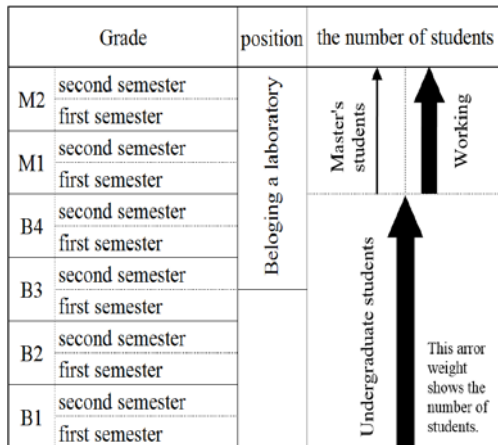 Grade position the number of students
M2 second semester
first semester
M1 second semester
first semester
B4 second semester
first semester
B3 second semester
first semester
B2 second semester
first semester
B1 second semester
first semester
Beloging a laboratory
Master's
students
Working
Undergraduate students
This arror
weight
shows the
number of
students.